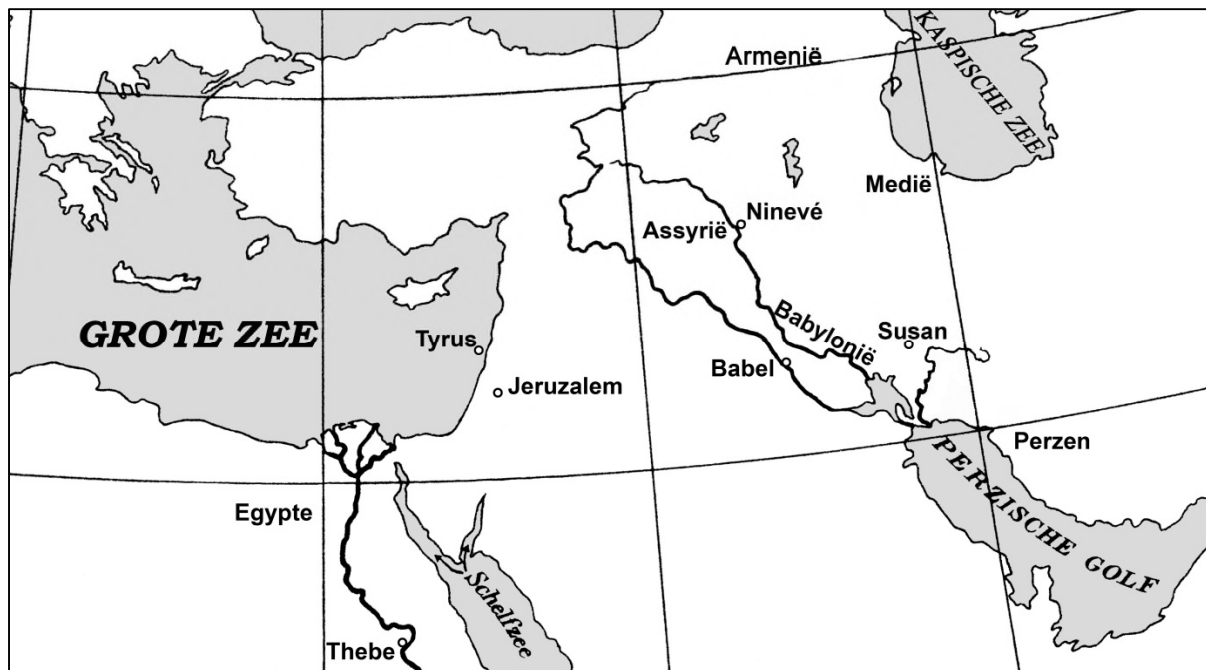 KASPISCHE ZEE
Armenië
Medië
Ninevé
Assyrië
GROTE ZEE
Tyrus
Babylonië
Susan
Babel
Jeruzalem
Perzen
PERZISCHE GOLF
Egypte
Schelfzee
Thebe